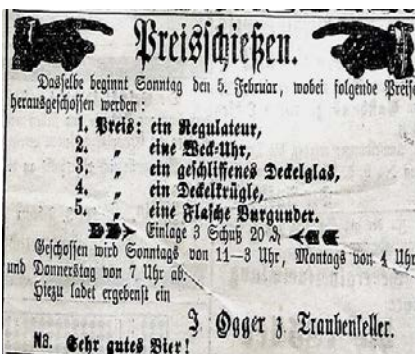 Preisschießen.
Dasselbe beginnt Sonntag den 5. Februar, wobei folgende Preise
herausgeschossen werden:
1. Preis: ein Regulateur,
2. „ eine Weck-Uhr,
3. „ ein geschliffenes Deckelglas,
4. „ ein Deckelkrügle,
5. „ eine Flasche Burgunder.
Einlage 3 Schuß 20 ₰
Geschossen wird Sonntags von 11—3 Uhr, Montags von 4 Uhr
und Donnerstag von 7 Uhr ab.
Hiezu ladet ergebenst ein
J Ogger z. Traubenkeller.
NB. Sehr gutes Bier!